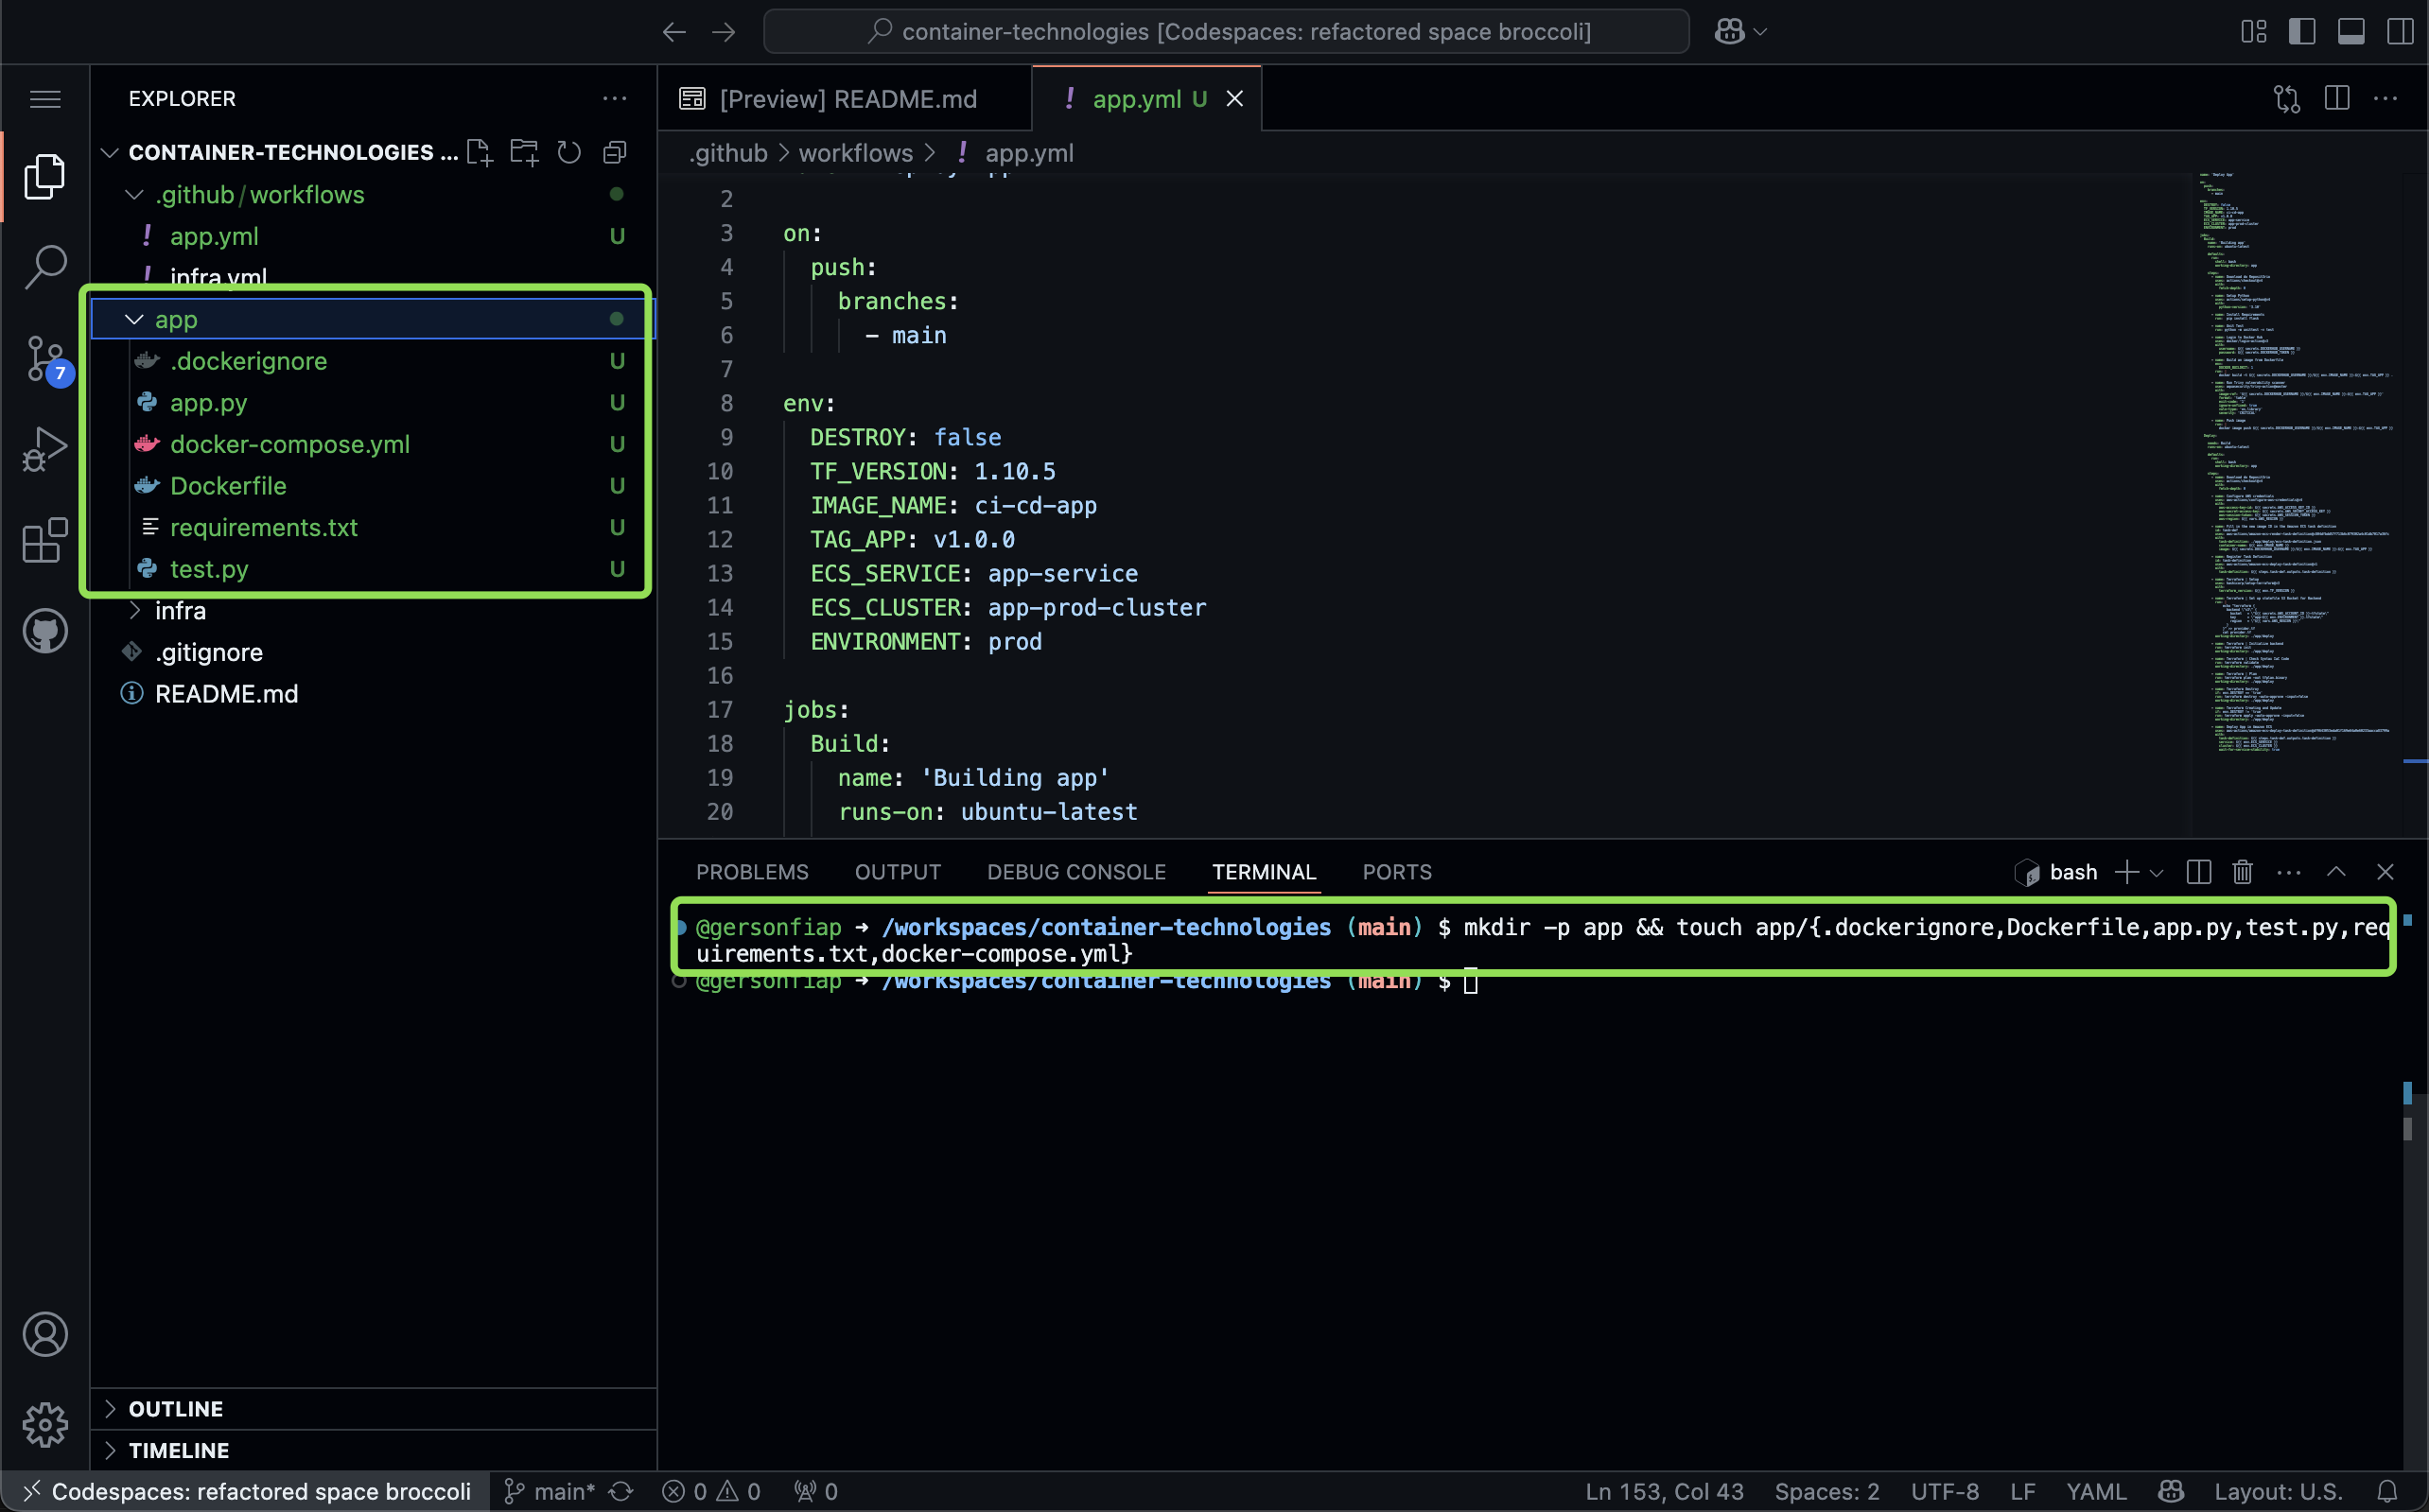 container-technologies [Codespaces: refactored space broccoli]
EXPLORER
[Preview] README.md
app.yml U
CONTAINER-TECHNOLOGIES ...
.github/workflows
app.yml U
infra.yml
app
.dockerignore U
app.py U
docker-compose.yml U
Dockerfile U
requirements.txt U
test.py U
infra
.gitignore
README.md
7
OUTLINE
TIMELINE
.github > workflows > app.yml
2
3 on:
4 push:
5 branches:
6 - main
7
8 env:
9 DESTROY: false
10 TF_VERSION: 1.10.5
11 IMAGE_NAME: ci-cd-app
12 TAG_APP: v1.0.0
13 ECS_SERVICE: app-service
14 ECS_CLUSTER: app-prod-cluster
15 ENVIRONMENT: prod
16
17 jobs:
18 Build:
19 name: 'Building app'
20 runs-on: ubuntu-latest
PROBLEMS OUTPUT DEBUG CONSOLE TERMINAL PORTS
bash
@gersonfiap ➜ /workspaces/container-technologies (main) $ mkdir -p app && touch app/{.dockerignore,Dockerfile,app.py,test.py,req
uirements.txt,docker-compose.yml}
@gersonfiap ➜ /workspaces/container-technologies (main) $
Codespaces: refactored space broccoli main* 0 0 0 Ln 153, Col 43 Spaces: 2 UTF-8 LF YAML Layout: U.S.